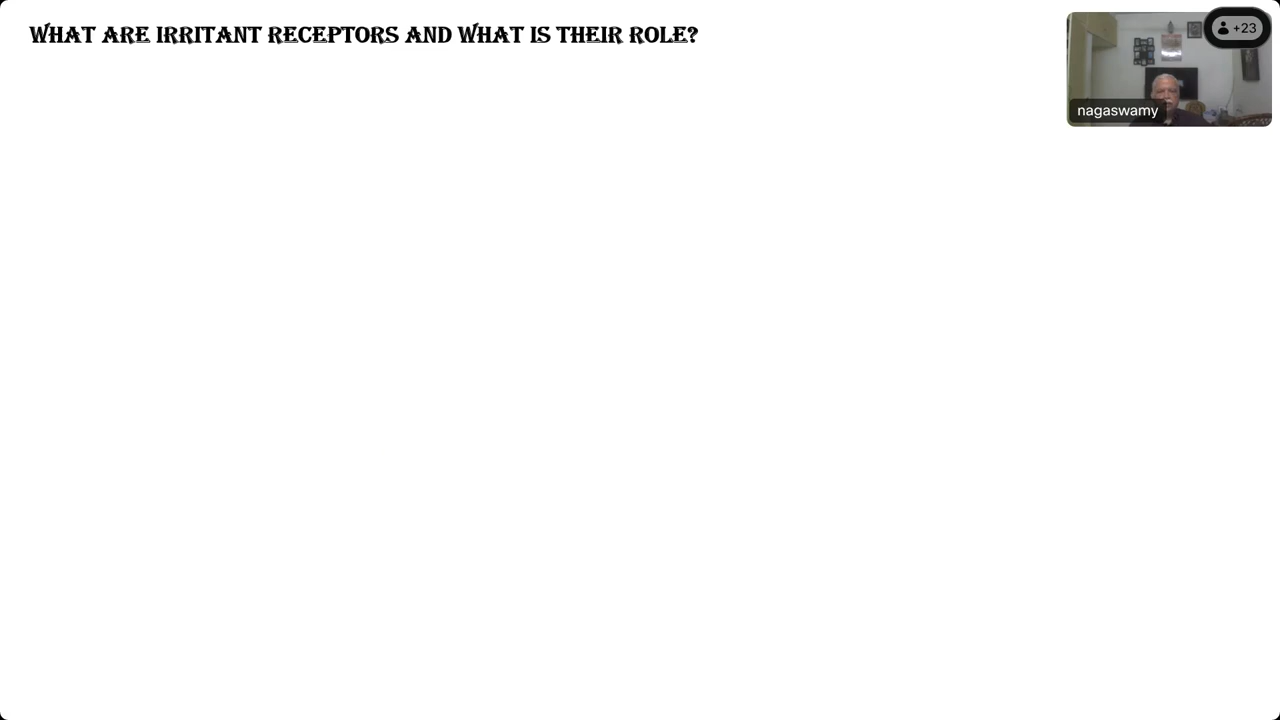 WHAT ARE IRRITANT RECEPTORS AND WHAT IS THEIR ROLE?
+23
nagaswamy